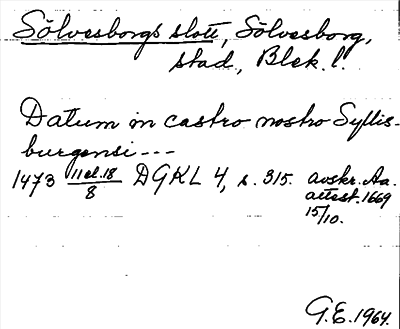 Sölvesborgs slott, Sölvesborg,
stad., Blek. l.
Datum in castro nostro Syllis-
burgensi ---
1473 11 el. 18/8 DGKL 4, s. 315. avskr. Aa.
attest. 1669
15/10.
G.E. 1964.